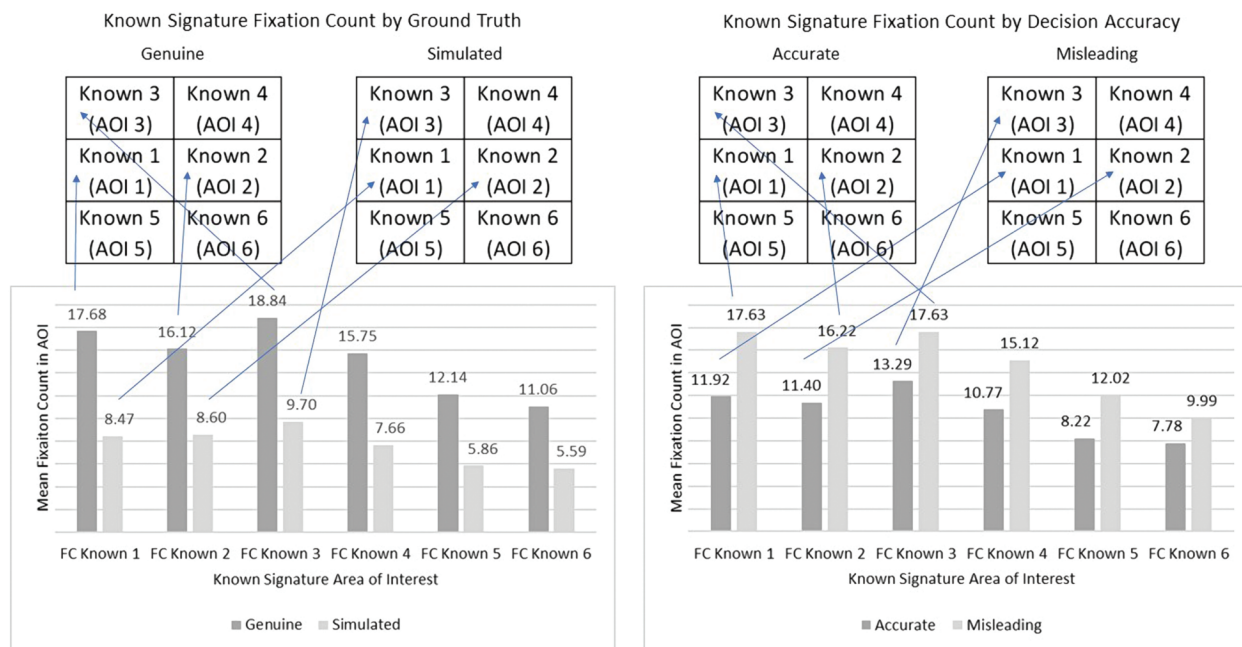 Known Signature Fixation Count by Ground Truth
Genuine
Simulated
Known 3 (AOI 3)
Known 4 (AOI 4)
Known 1 (AOI 1)
Known 2 (AOI 2)
Known 5 (AOI 5)
Known 6 (AOI 6)
Known 3 (AOI 3)
Known 4 (AOI 4)
Known 1 (AOI 1)
Known 2 (AOI 2)
Known 5 (AOI 5)
Known 6 (AOI 6)
Mean Fixaiton Count in AOI
17.68
8.47
16.12
8.60
18.84
9.70
15.75
7.66
12.14
5.86
11.06
5.59
FC Known 1
FC Known 2
FC Known 3
FC Known 4
FC Known 5
FC Known 6
Known Signature Area of Interest
Genuine
Simulated
Known Signature Fixation Count by Decision Accuracy
Accurate
Misleading
Known 3 (AOI 3)
Known 4 (AOI 4)
Known 1 (AOI 1)
Known 2 (AOI 2)
Known 5 (AOI 5)
Known 6 (AOI 6)
Known 3 (AOI 3)
Known 4 (AOI 4)
Known 1 (AOI 1)
Known 2 (AOI 2)
Known 5 (AOI 5)
Known 6 (AOI 6)
Mean Fixation Count in AOI
11.92
17.63
11.40
16.22
13.29
17.63
10.77
15.12
8.22
12.02
7.78
9.99
FC Known 1
FC Known 2
FC Known 3
FC Known 4
FC Known 5
FC Known 6
Known Signature Area of Interest
Accurate
Misleading